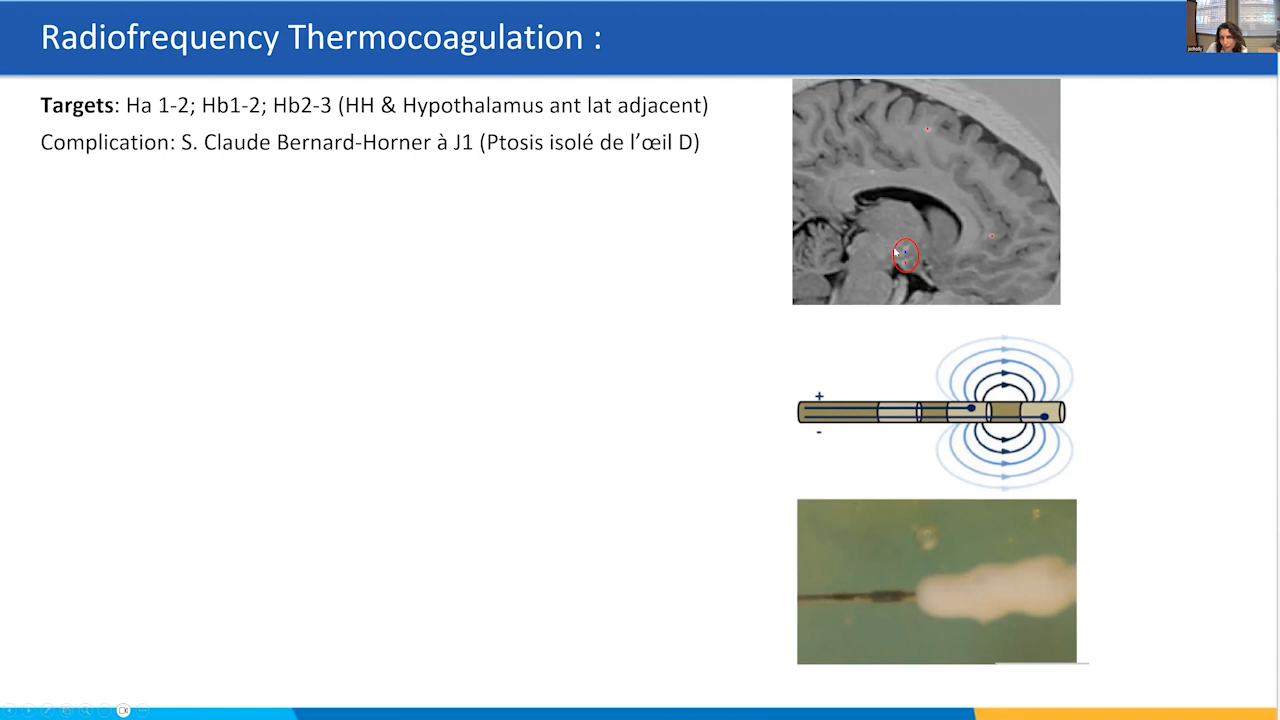 Radiofrequency Thermocoagulation :
Targets: Ha 1-2; Hb1-2; Hb2-3 (HH & Hypothalamus ant lat adjacent)
Complication: S. Claude Bernard-Horner à J1 (Ptosis isolé de l’œil D)
+
-